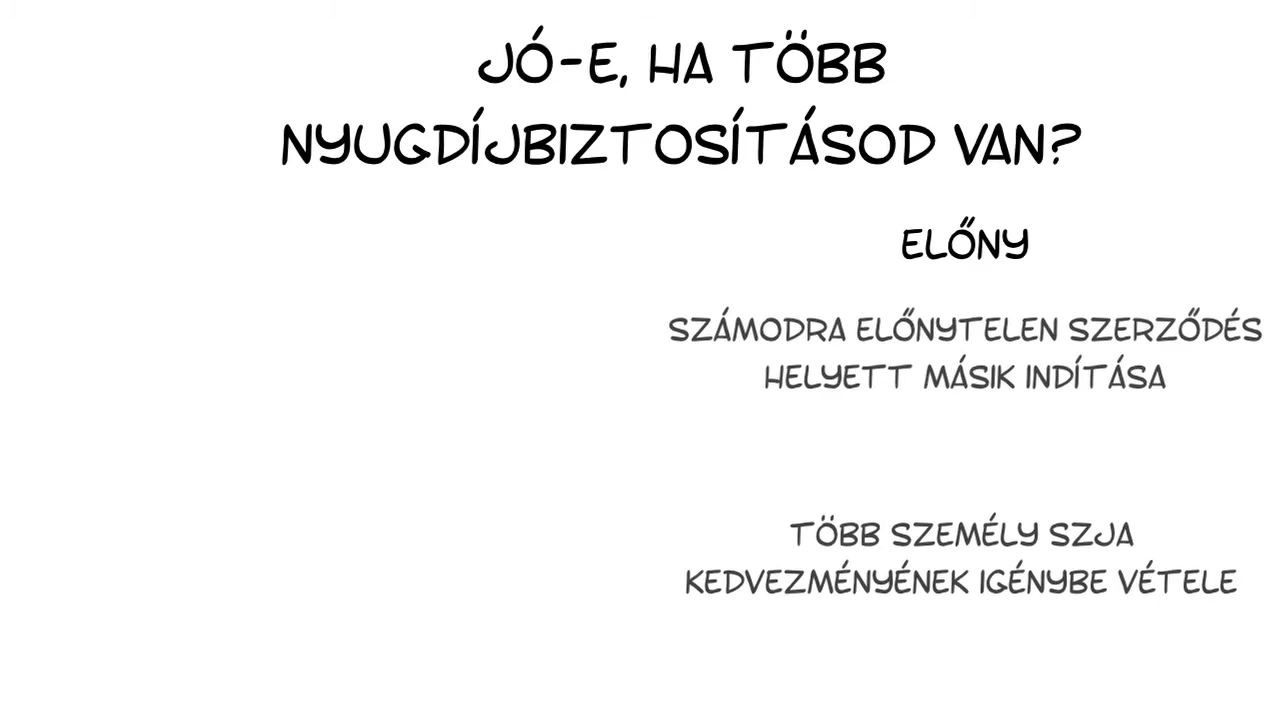 JÓ-E, HA TÖBB
NYUGDÍJBIZTOSÍTÁSOD VAN?
ELŐNY
SZÁMODRA ELŐNYTELEN SZERZŐDÉS
HELYETT MÁSIK INDÍTÁSA
TÖBB SZEMÉLY SZJA
KEDVEZMÉNYÉNEK IGÉNYBE VÉTELE